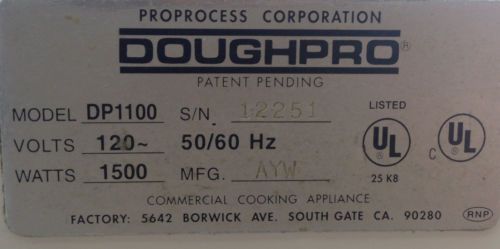 PROPROCESS CORPORATION
DOUGHPRO®
PATENT PENDING
MODEL DP1100 S/N. 12251 LISTED
VOLTS 120~ 50/60 Hz UL C UL
WATTS 1500 MFG. AYW 25 K8
COMMERCIAL COOKING APPLIANCE
FACTORY: 5642 BORWICK AVE. SOUTH GATE CA. 90280 RNP